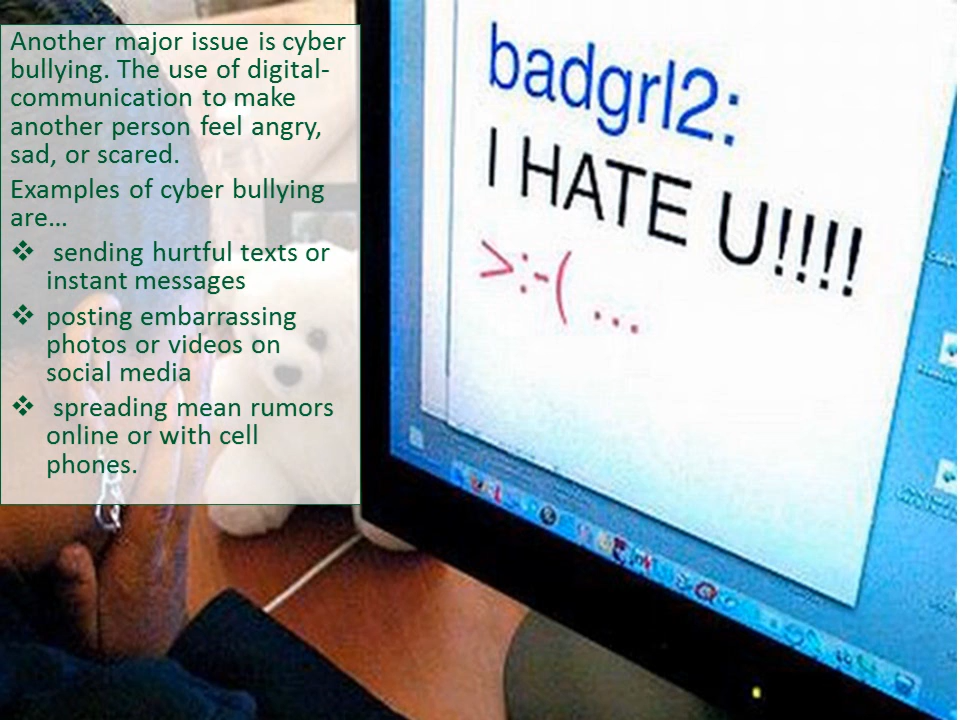 Another major issue is cyber
bullying. The use of digital-
communication to make
another person feel angry,
sad, or scared.
Examples of cyber bullying
are…
❖ sending hurtful texts or
instant messages
❖ posting embarrassing
photos or videos on
social media
❖ spreading mean rumors
online or with cell
phones.
badgrl2:
I HATE U!!!!
>:-( ...